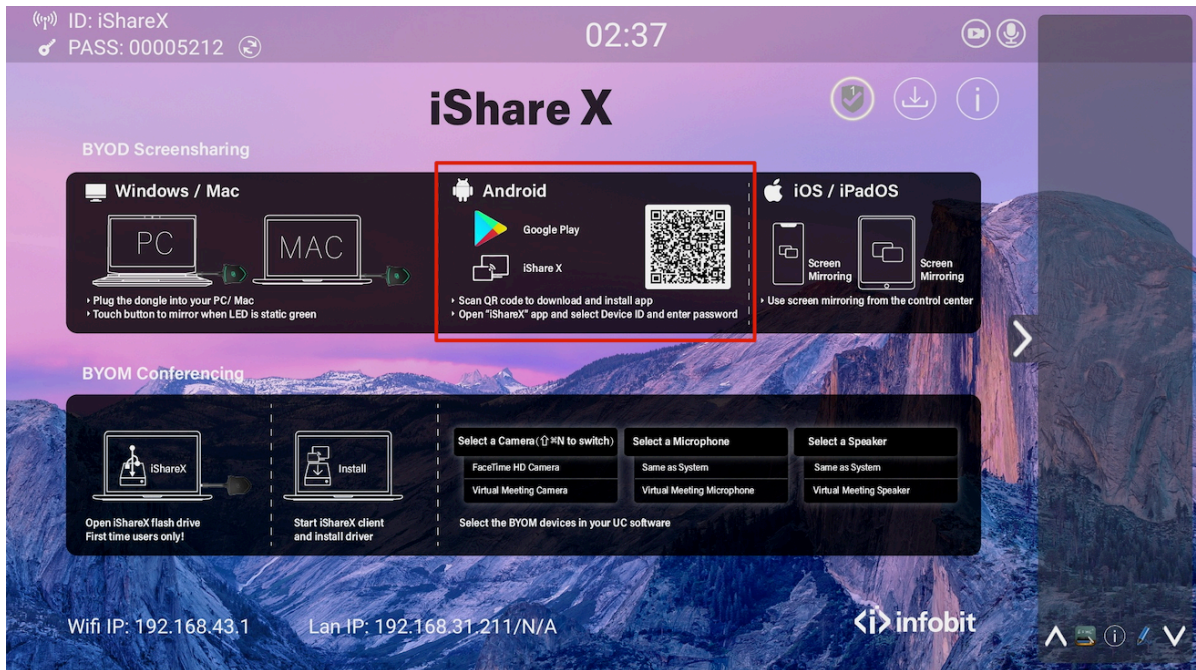 ID: iShareX
PASS: 00005212
02:37
iShare X
1
BYOD Screensharing
Windows / Mac
PC
MAC
‣ Plug the dongle into your PC/ Mac
‣ Touch button to mirror when LED is static green
Android
Google Play
iShare X
‣ Scan QR code to download and install app
‣ Open “iShareX” app and select Device ID and enter password
iOS / iPadOS
Screen
Mirroring
Screen
Mirroring
‣ Use screen mirroring from the control center
BYOM Conferencing
iShareX
Open iShareX flash drive
First time users only!
Install
Start iShareX client
and install driver
Select a Camera(⇧⌘N to switch)
FaceTime HD Camera
Virtual Meeting Camera
Select a Microphone
Same as System
Virtual Meeting Microphone
Select a Speaker
Same as System
Virtual Meeting Speaker
Select the BYOM devices in your UC software
Wifi IP: 192.168.43.1
Lan IP: 192.168.31.211/N/A
<i> infobit